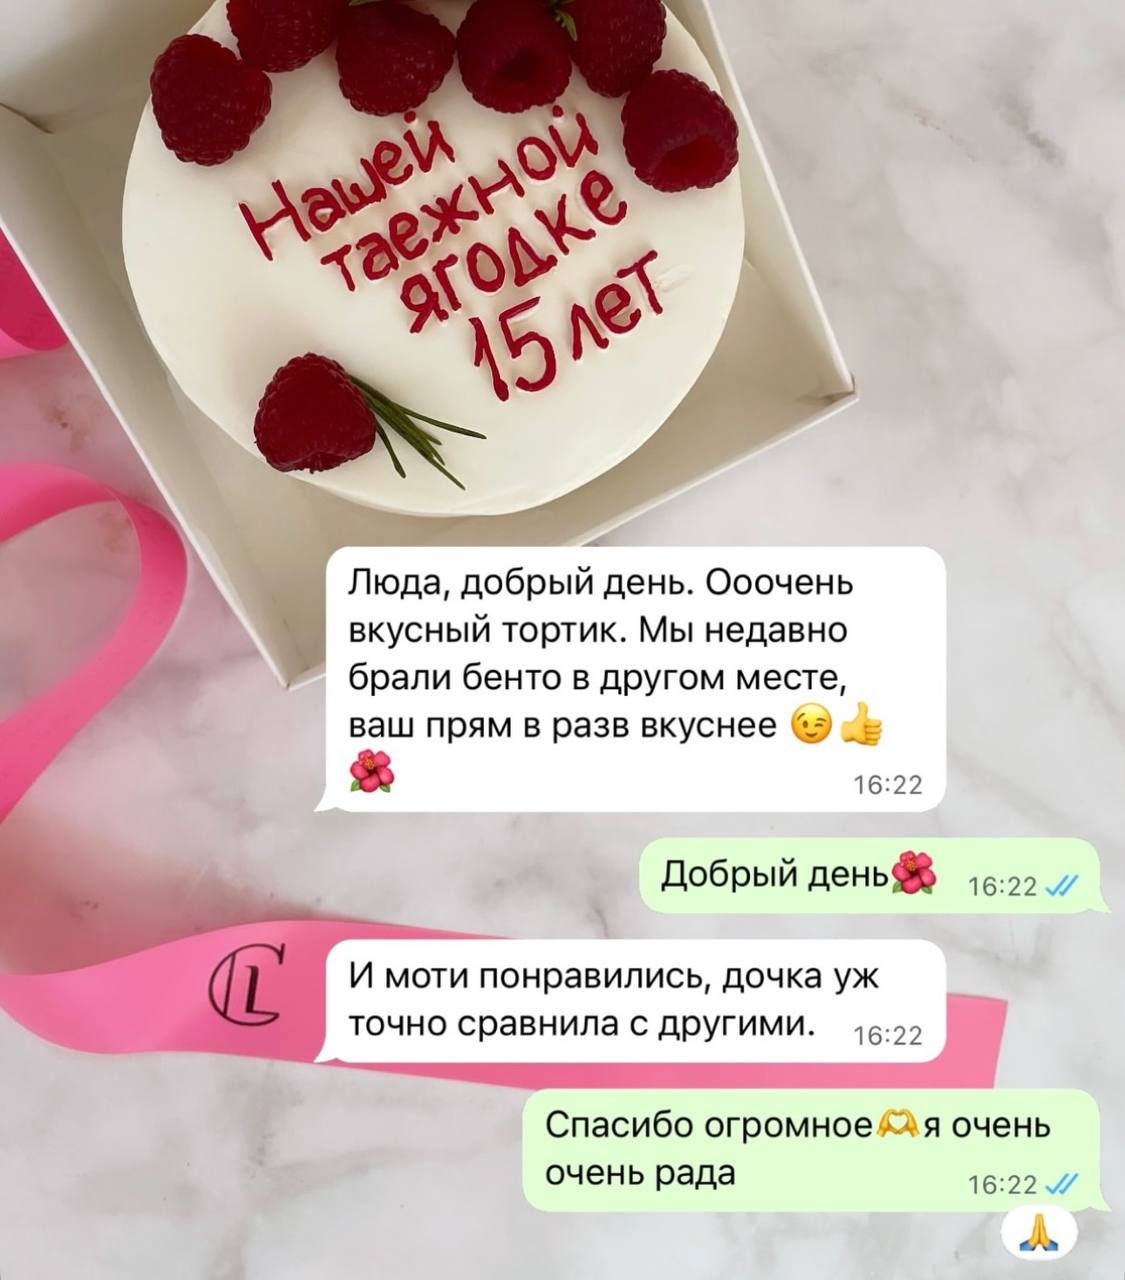 Нашей
таежной
ягодке
15 лет
Люда, добрый день. Ооочень
вкусный тортик. Мы недавно
брали бенто в другом месте,
ваш прям в разв вкуснее 😉👍
🌺
16:22
Добрый день🌺 16:22
И моти понравились, дочка уж
точно сравнила с другими. 16:22
Спасибо огромное🫶я очень
очень рада 16:22
🙏